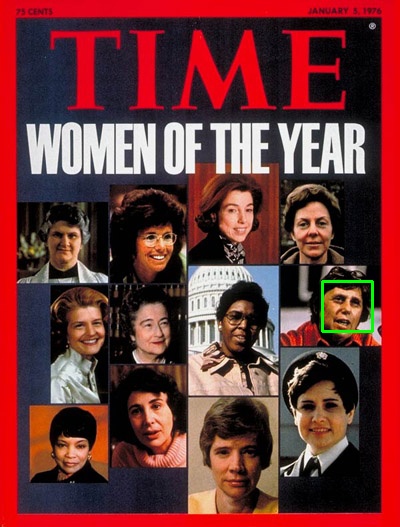 75 CENTS
JANUARY 5, 1976
TIME
®
WOMEN OF THE YEAR